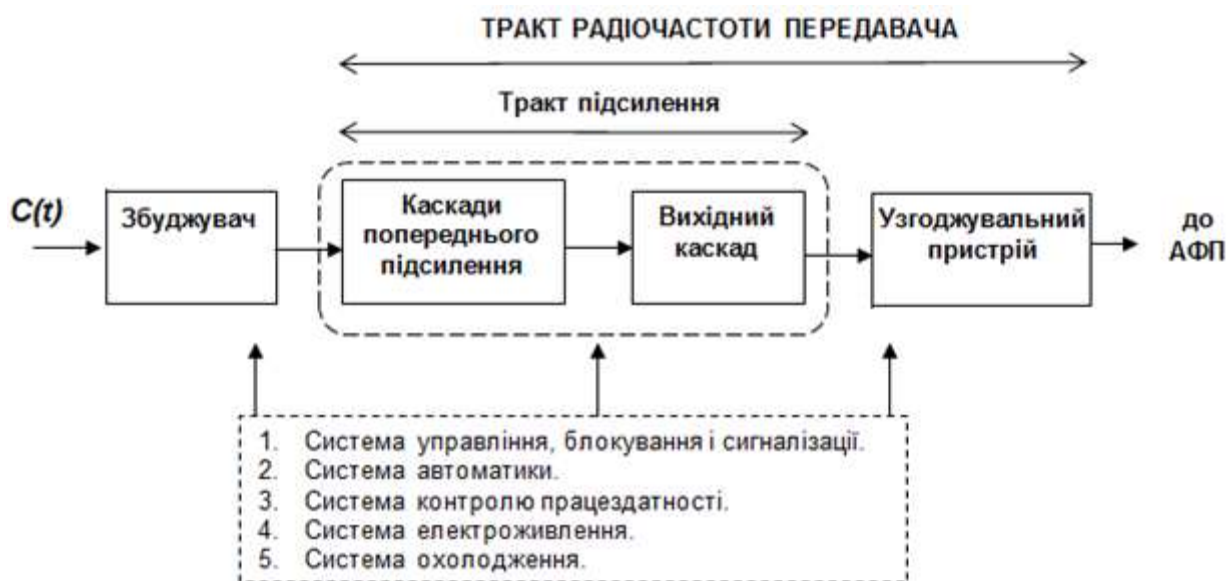 ТРАКТ РАДІОЧАСТОТИ ПЕРЕДАВАЧА
Тракт підсилення
C(t)
Збуджувач
Каскади
попереднього
підсилення
Вихідний
каскад
Узгоджувальний
пристрій
до
АФП
1. Система управління, блокування і сигналізації.
2. Система автоматики.
3. Система контролю працездатності.
4. Система електроживлення.
5. Система охолодження.